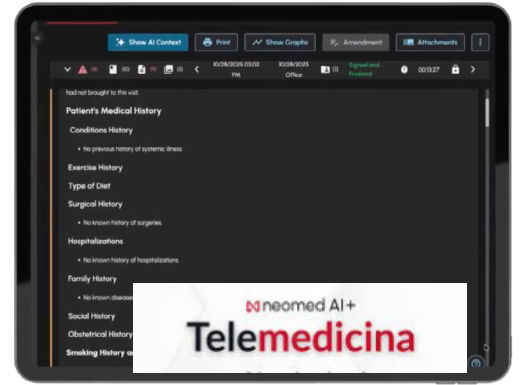 Show AI Context Print Show Graphs Amendment Attachments
10/28/2025 03:02 PM 10/28/2025 Office (1) Signed and Finalized 00:13:27
had not brought to this visit
Patient's Medical History
Conditions History
• No previous history of systemic illness
Exercise History
Type of Diet
Surgical History
• No known history of surgeries
Hospitalizations
• No known history of hospitalizations
Family History
• No known diseases
Social History
Obstetrical History
Smoking History
neomed AI+
Telemedicina